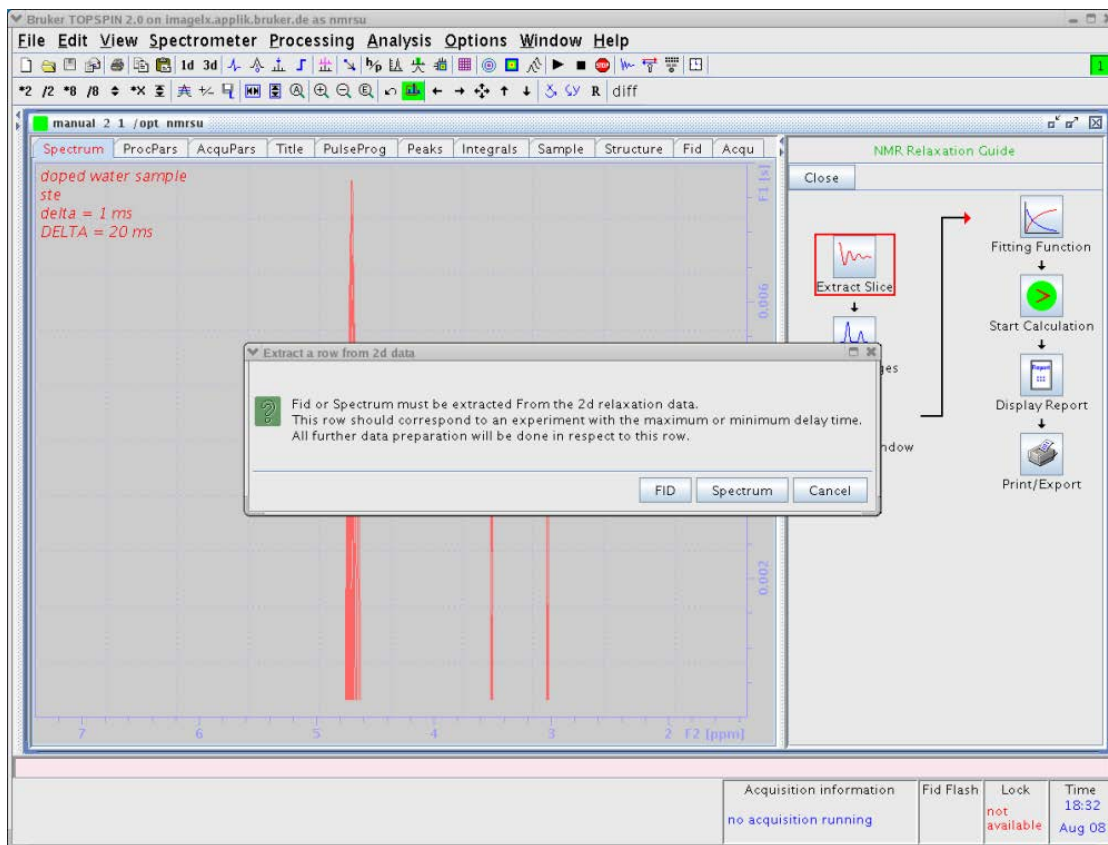 Bruker TOPSPIN 2.0 on imagelx.applik.bruker.de as nmrsu
File Edit View Spectrometer Processing Analysis Options Window Help
1d 3d hp
*2 /2 *8 /8 *X R diff
1
manual 2 1 /opt nmrsu
Spectrum ProcPars AcquPars Title PulseProg Peaks Integrals Sample Structure Fid Acqu
doped water sample
ste
delta = 1 ms
DELTA = 20 ms
F1 [s]
0.006
0.002
7 6 5 4 3 2 F2 [ppm]
NMR Relaxation Guide
Close
Extract Slice
ges
ndow
Fitting Function
Start Calculation
Report
Display Report
Print/Export
Extract a row from 2d data
Fid or Spectrum must be extracted From the 2d relaxation data.
This row should correspond to an experiment with the maximum or minimum delay time.
All further data preparation will be done in respect to this row.
FID Spectrum Cancel
Acquisition information
no acquisition running
Fid Flash
Lock
not
available
Time
18:32
Aug 08